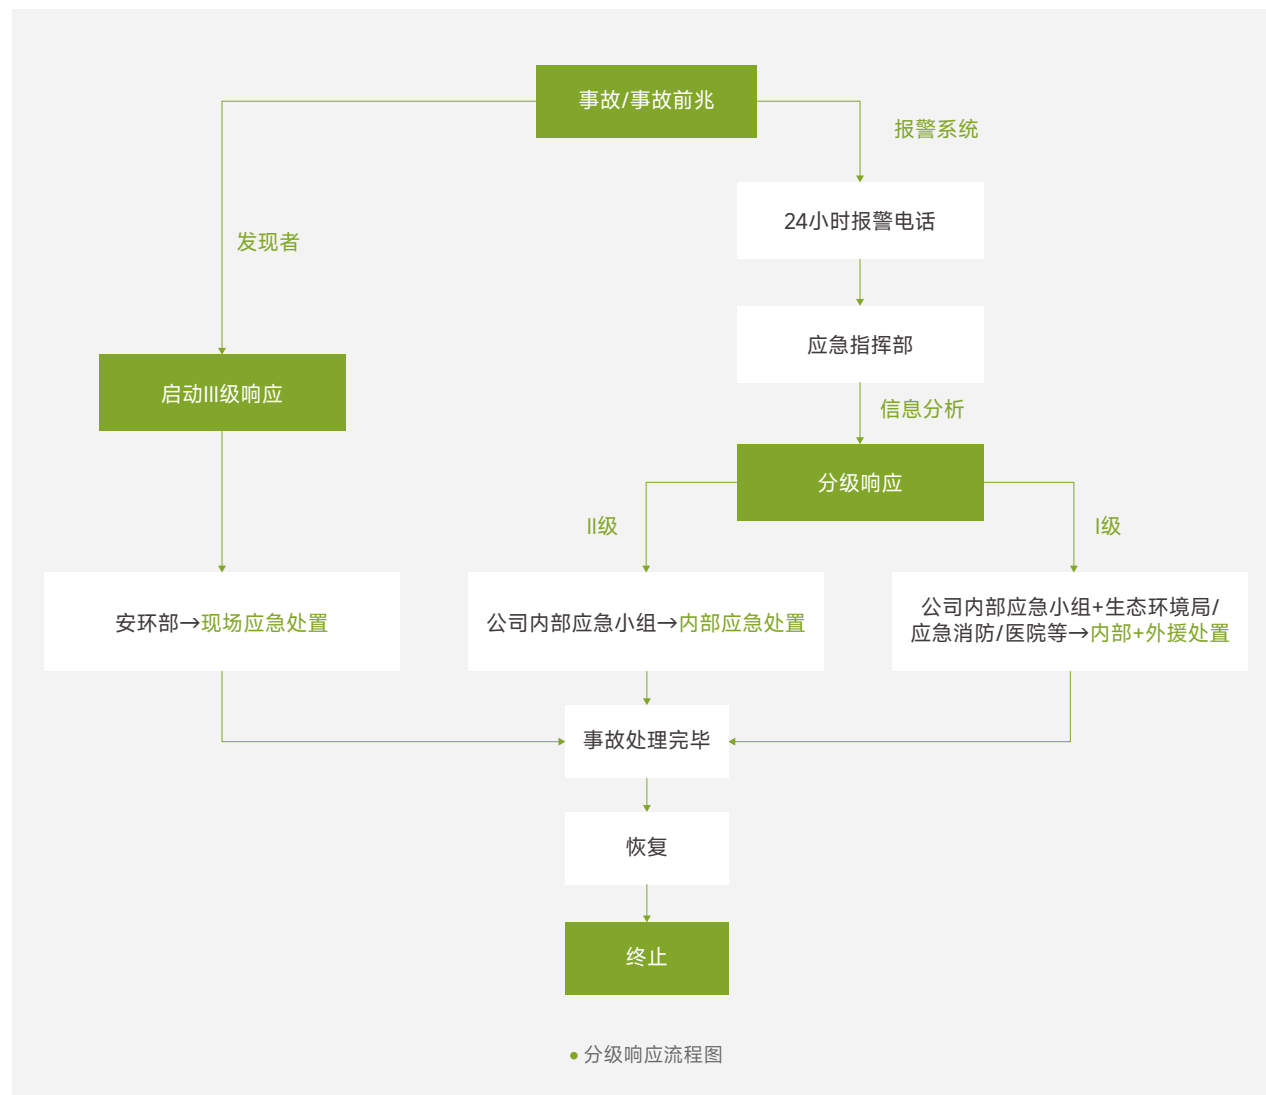 事故/事故前兆
报警系统
24小时报警电话
发现者
应急指挥部
启动III级响应
信息分析
分级响应
II级
I级
安环部→现场应急处置
公司内部应急小组→内部应急处置
公司内部应急小组+生态环境局/
应急消防/医院等→内部+外援处置
事故处理完毕
恢复
终止
● 分级响应流程图